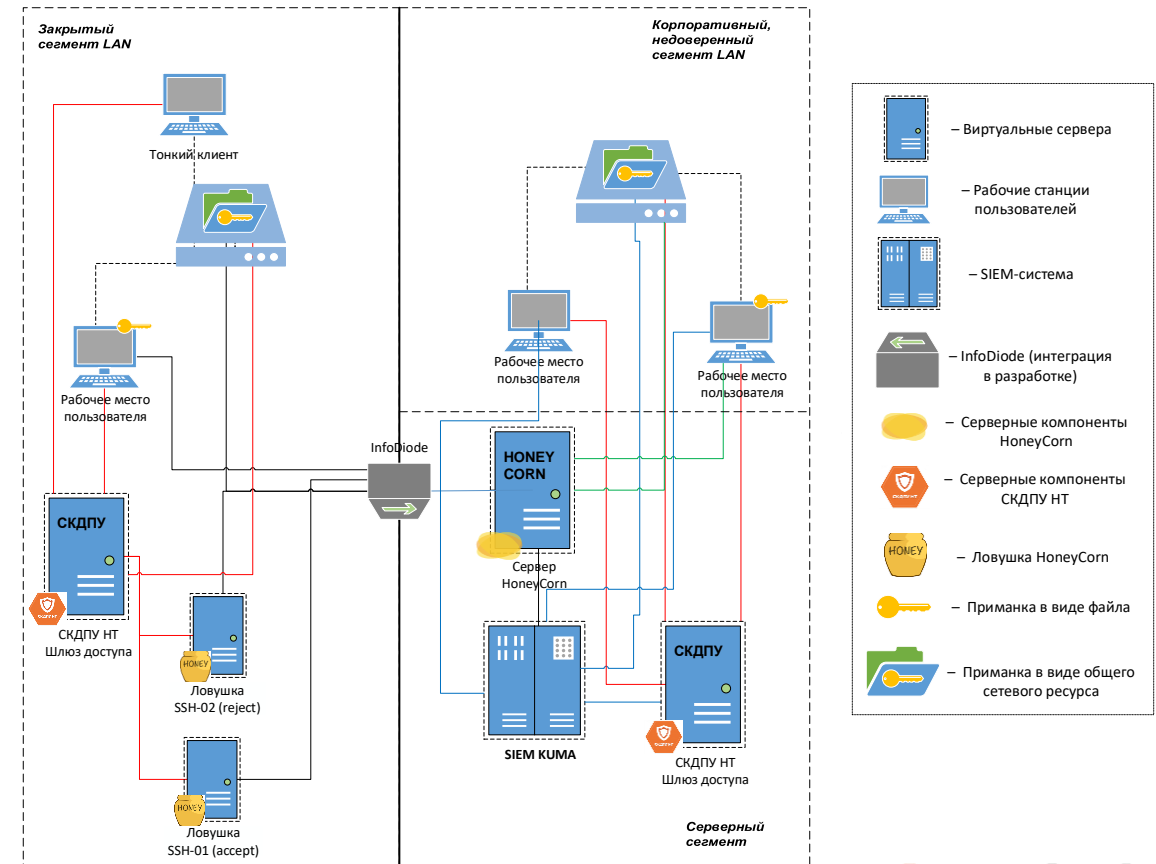 Закрытый
сегмент LAN
Корпоративный,
недоверенный
сегмент LAN
Тонкий клиент
Рабочее место
пользователя
Рабочее место
пользователя
Рабочее место
пользователя
InfoDiode
HONEY
CORN
Сервер
HoneyCorn
СКДПУ
СКДПУ НТ
Шлюз доступа
HONEY
Ловушка
SSH-02 (reject)
HONEY
Ловушка
SSH-01 (accept)
SIEM KUMA
СКДПУ
СКДПУ НТ
Шлюз доступа
Серверный
сегмент
– Виртуальные сервера
– Рабочие станции
пользователей
– SIEM-система
– InfoDiode (интеграция
в разработке)
– Серверные компоненты
HoneyCorn
– Серверные компоненты
СКДПУ НТ
HONEY
– Ловушка HoneyCorn
– Приманка в виде файла
– Приманка в виде общего
сетевого ресурса